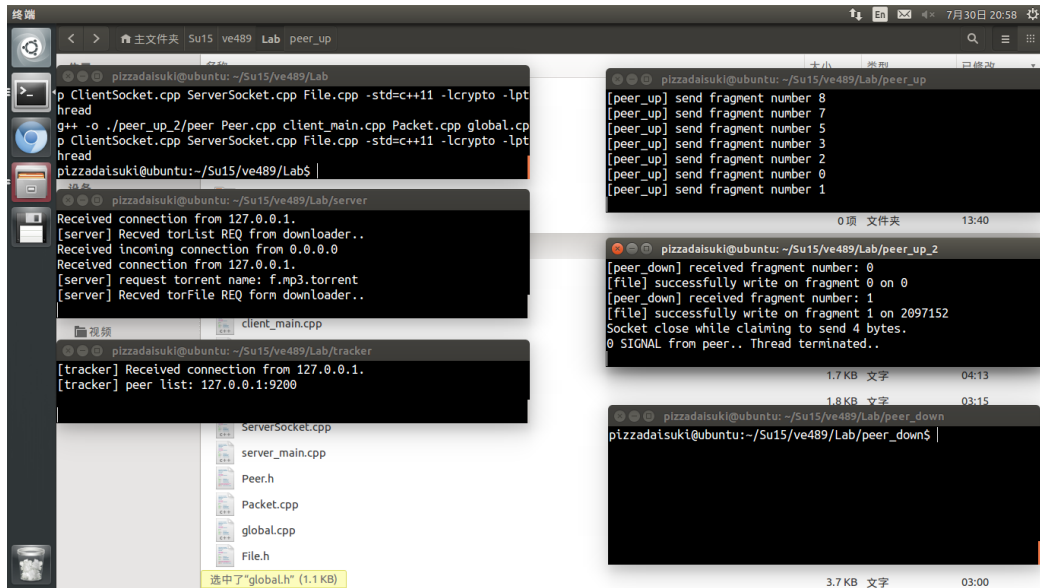 终端
En
7月30日 20:58
主文件夹 Su15 ve489 Lab peer_up
大小 类型 已修改
pizzadaisuki@ubuntu: ~/Su15/ve489/Lab
p ClientSocket.cpp ServerSocket.cpp File.cpp -std=c++11 -lcrypto -lpt
hread
g++ -o ./peer_up_2/peer Peer.cpp client_main.cpp Packet.cpp global.cp
p ClientSocket.cpp ServerSocket.cpp File.cpp -std=c++11 -lcrypto -lpt
hread
pizzadaisuki@ubuntu:~/Su15/ve489/Lab$
pizzadaisuki@ubuntu: ~/Su15/ve489/Lab/server
Received connection from 127.0.0.1.
[server] Recved torList REQ from downloader..
Received incoming connection from 0.0.0.0
Received connection from 127.0.0.1.
[server] request torrent name: f.mp3.torrent
[server] Recved torFile REQ form downloader..
client_main.cpp
视频
pizzadaisuki@ubuntu: ~/Su15/ve489/Lab/tracker
[tracker] Received connection from 127.0.0.1.
[tracker] peer list: 127.0.0.1:9200
ServerSocket.cpp
server_main.cpp
Peer.h
Packet.cpp
global.cpp
File.h
选中了"global.h" (1.1 KB)
pizzadaisuki@ubuntu: ~/Su15/ve489/Lab/peer_up
[peer_up] send fragment number 8
[peer_up] send fragment number 7
[peer_up] send fragment number 5
[peer_up] send fragment number 3
[peer_up] send fragment number 2
[peer_up] send fragment number 0
[peer_up] send fragment number 1
0 项 文件夹 13:40
pizzadaisuki@ubuntu: ~/Su15/ve489/Lab/peer_up_2
[peer_down] received fragment number: 0
[file] successfully write on fragment 0 on 0
[peer_down] received fragment number: 1
[file] successfully write on fragment 1 on 2097152
Socket close while claiming to send 4 bytes.
0 SIGNAL from peer.. Thread terminated..
1.7 KB 文字 04:13
1.8 KB 文字 03:15
pizzadaisuki@ubuntu: ~/Su15/ve489/Lab/peer_down
pizzadaisuki@ubuntu:~/Su15/ve489/Lab/peer_down$
3.7 KB 文字 03:00